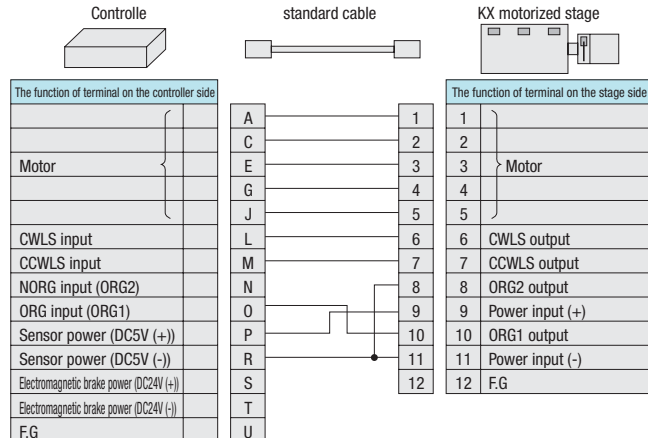 Controlle
standard cable
KX motorized stage
The function of terminal on the controller side
The function of terminal on the stage side
A 1 1
C 2 2
Motor E 3 3 Motor
G 4 4
J 5 5
CWLS input L 6 6 CWLS output
CCWLS input M 7 7 CCWLS output
NORG input (ORG2) N 8 8 ORG2 output
ORG input (ORG1) O 9 9 Power input (+)
Sensor power (DC5V (+)) P 10 10 ORG1 output
Sensor power (DC5V (-)) R 11 11 Power input (-)
Electromagnetic brake power (DC24V (+)) S 12 12 F.G
Electromagnetic brake power (DC24V (-)) T
F.G U